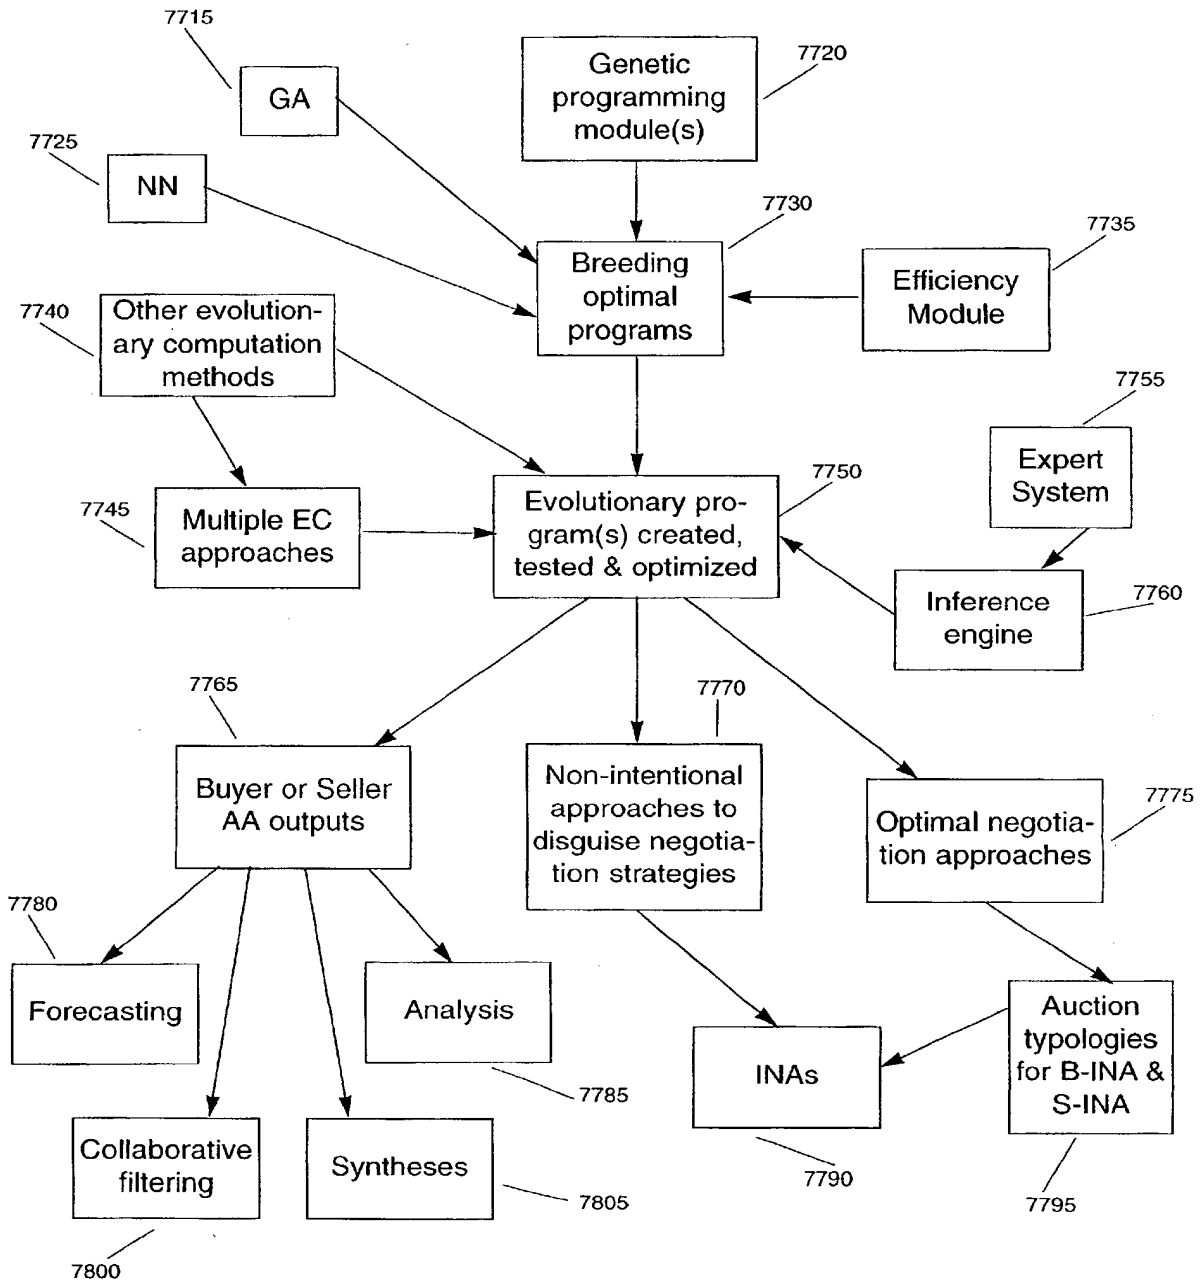 7715
GA
7720
Genetic
programming
module(s)
7725
NN
7730
Breeding
optimal
programs
7735
Efficiency
Module
7740
Other evolution-
ary computation
methods
7755
Expert
System
7745
Multiple EC
approaches
7750
Evolutionary pro-
gram(s) created,
tested & optimized
7760
Inference
engine
7765
Buyer or Seller
AA outputs
7770
Non-intentional
approaches to
disguise negotia-
tion strategies
7775
Optimal negotia-
tion approaches
7780
Forecasting
Analysis
7785
INAs
7790
Auction
typologies
for B-INA &
S-INA
7795
Collaborative
filtering
7800
Syntheses
7805